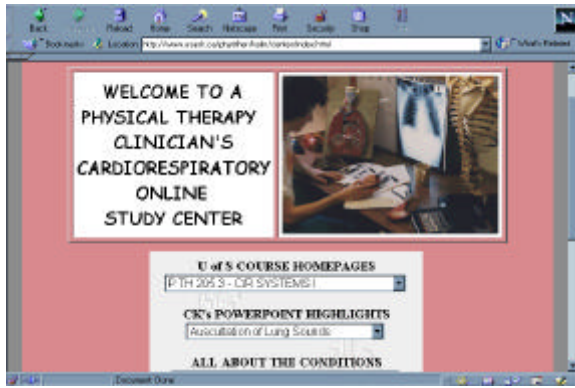 Back Reload Home Search Netscape Print Security Shop
Bookmarks Location: What's Related
WELCOME TO A
PHYSICAL THERAPY
CLINICIAN'S
CARDIORESPIRATORY
ONLINE
STUDY CENTER
U of S COURSE HOMEPAGES
P TH 205.3 - C/R SYSTEMS I
CK's POWERPOINT HIGHLIGHTS
Auscultation of Lung Sounds
ALL ABOUT THE CONDITIONS
Document: Done